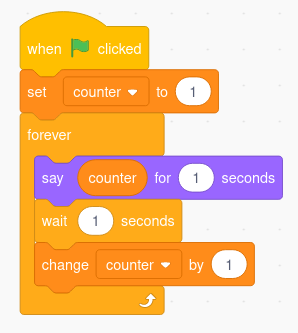 when clicked
set counter to 1
forever
say counter for 1 seconds
wait 1 seconds
change counter by 1